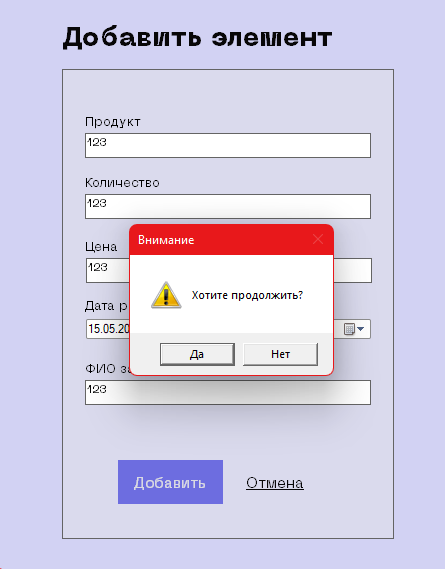 Добавить элемент
Продукт
123
Количество
123
Цена
123
Внимание
Хотите продолжить?
Да
Нет
Дата
15.05.20
ФИО
123
Добавить
Отмена